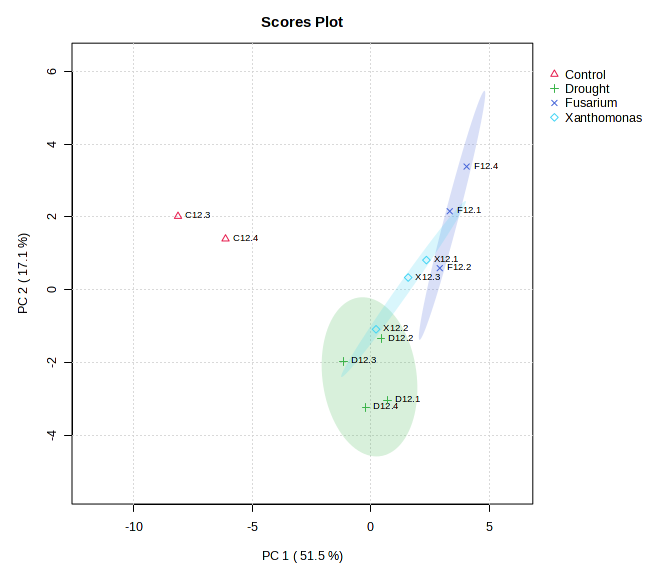 Scores Plot
Control
Drought
Fusarium
Xanthomonas
6
4
2
0
-2
-4
PC 2 ( 17.1 %)
F12.4
C12.3
F12.1
C12.4
X12.1
F12.2
X12.3
X12.2
D12.2
D12.3
D12.1
D12.4
-10
-5
0
5
PC 1 ( 51.5 %)